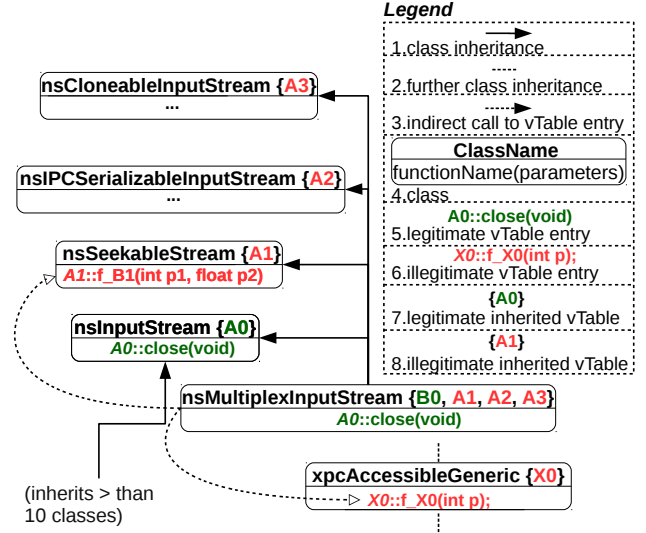 Legend
1.class inheritance
2.further class inheritance
3.indirect call to vTable entry
ClassName
functionName(parameters)
4.class
A0::close(void)
5.legitimate vTable entry
X0::f_X0(int p);
6.illegitimate vTable entry
{A0}
7.legitimate inherited vTable
{A1}
8.illegitimate inherited vTable
nsCloneableInputStream {A3}
...
nsIPCSerializableInputStream {A2}
...
nsSeekableStream {A1}
A1::f_B1(int p1, float p2)
nsInputStream {A0}
A0::close(void)
nsMultiplexInputStream {B0, A1, A2, A3}
A0::close(void)
xpcAccessibleGeneric {X0}
X0::f_X0(int p);
(inherits > than
10 classes)